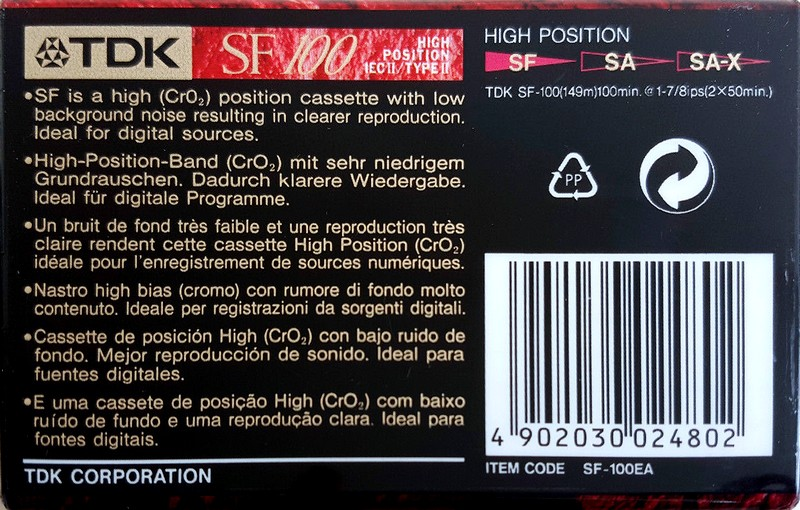 TDK
SF 100
HIGH
POSITION
IECII/TYPE II
•SF is a high (Cr0₂) position cassette with low
background noise resulting in clearer reproduction.
Ideal for digital sources.
•High-Position-Band (CrO₂) mit sehr niedrigem
Grundrauschen. Dadurch klarere Wiedergabe.
Ideal für digitale Programme.
•Un bruit de fond très faible et une reproduction très
claire rendent cette cassette High Position (CrO₂)
idéale pour l'enregistrement de sources numériques.
•Nastro high bias (cromo) con rumore di fondo molto
contenuto. Ideale per registrazioni da sorgenti digitali.
•Cassette de posición High (CrO₂) con bajo ruido de
fondo. Mejor reproducción de sonido. Ideal para
fuentes digitales.
•E uma cassete de posição High (CrO₂) com baixo
ruído de fundo e uma reprodução clara. Ideal para
fontes digitais.
TDK CORPORATION
HIGH POSITION
SF SA SA-X
TDK SF-100(149m)100min. @ 1-7/8ips(2×50min.)
PP
4 902030 024802
ITEM CODE SF-100EA